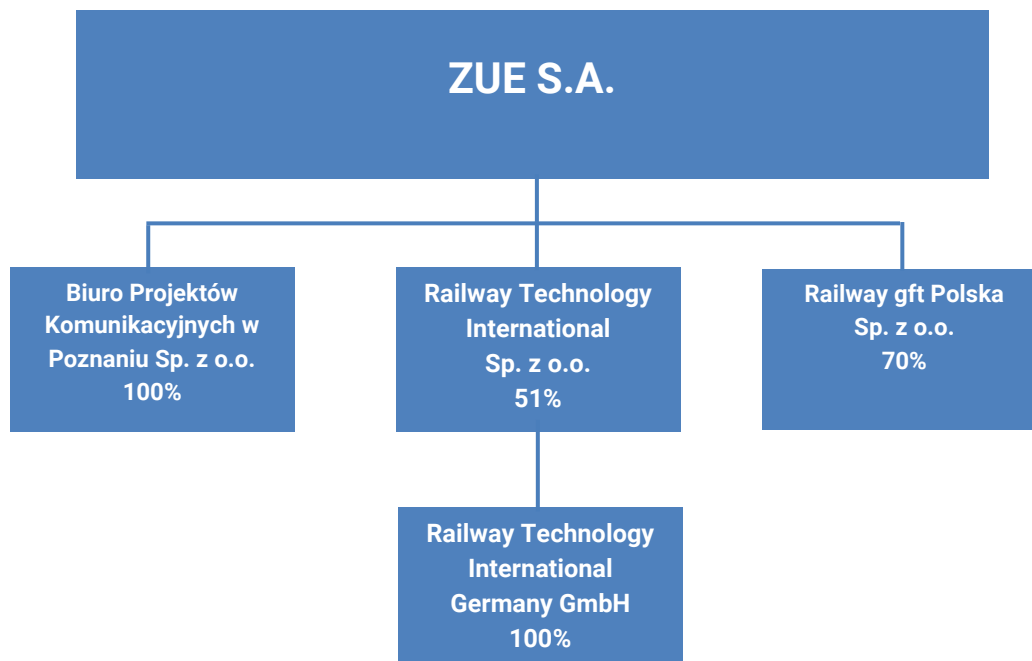 ZUE S.A.
Biuro Projektów
Komunikacyjnych w
Poznaniu Sp. z o.o.
100%
Railway Technology
International
Sp. z o.o.
51%
Railway gft Polska
Sp. z o.o.
70%
Railway Technology
International
Germany GmbH
100%